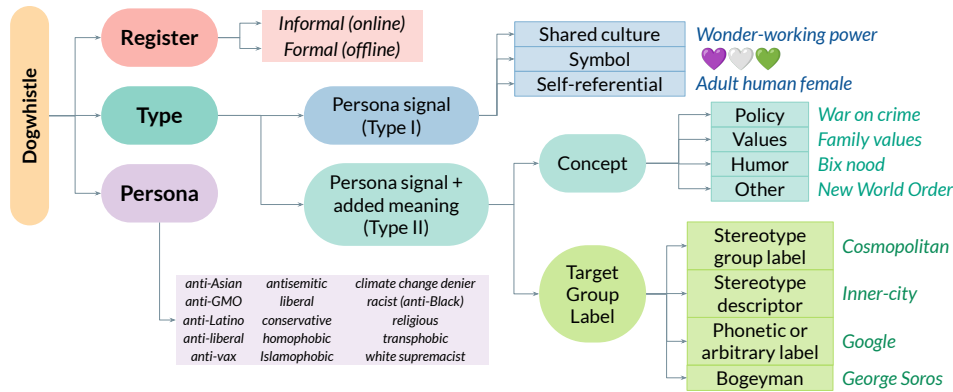 Dogwhistle
Register
Informal (online)
Formal (offline)
Type
Persona signal
(Type I)
Shared culture
Wonder-working power
Symbol
💜🤍💚
Self-referential
Adult human female
Persona signal +
added meaning
(Type II)
Concept
Policy
War on crime
Values
Family values
Humor
Bix nood
Other
New World Order
Target
Group
Label
Stereotype
group label
Cosmopolitan
Stereotype
descriptor
Inner-city
Phonetic or
arbitrary label
Google
Bogeyman
George Soros
Persona
anti-Asian antisemitic climate change denier
anti-GMO liberal racist (anti-Black)
anti-Latino conservative religious
anti-liberal homophobic transphobic
anti-vax Islamophobic white supremacist